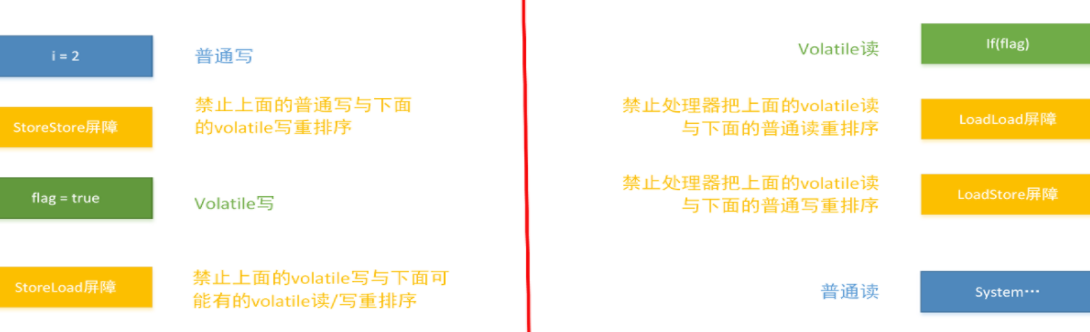 i = 2
普通写
StoreStore屏障
禁止上面的普通写与下面
的volatile写重排序
flag = true
Volatile写
StoreLoad屏障
禁止上面的volatile写与下面可
能有的volatile读/写重排序
Volatile读
If(flag)
禁止处理器把上面的volatile读
与下面的普通读重排序
LoadLoad屏障
禁止处理器把上面的volatile读
与下面的普通写重排序
LoadStore屏障
普通读
System⋯